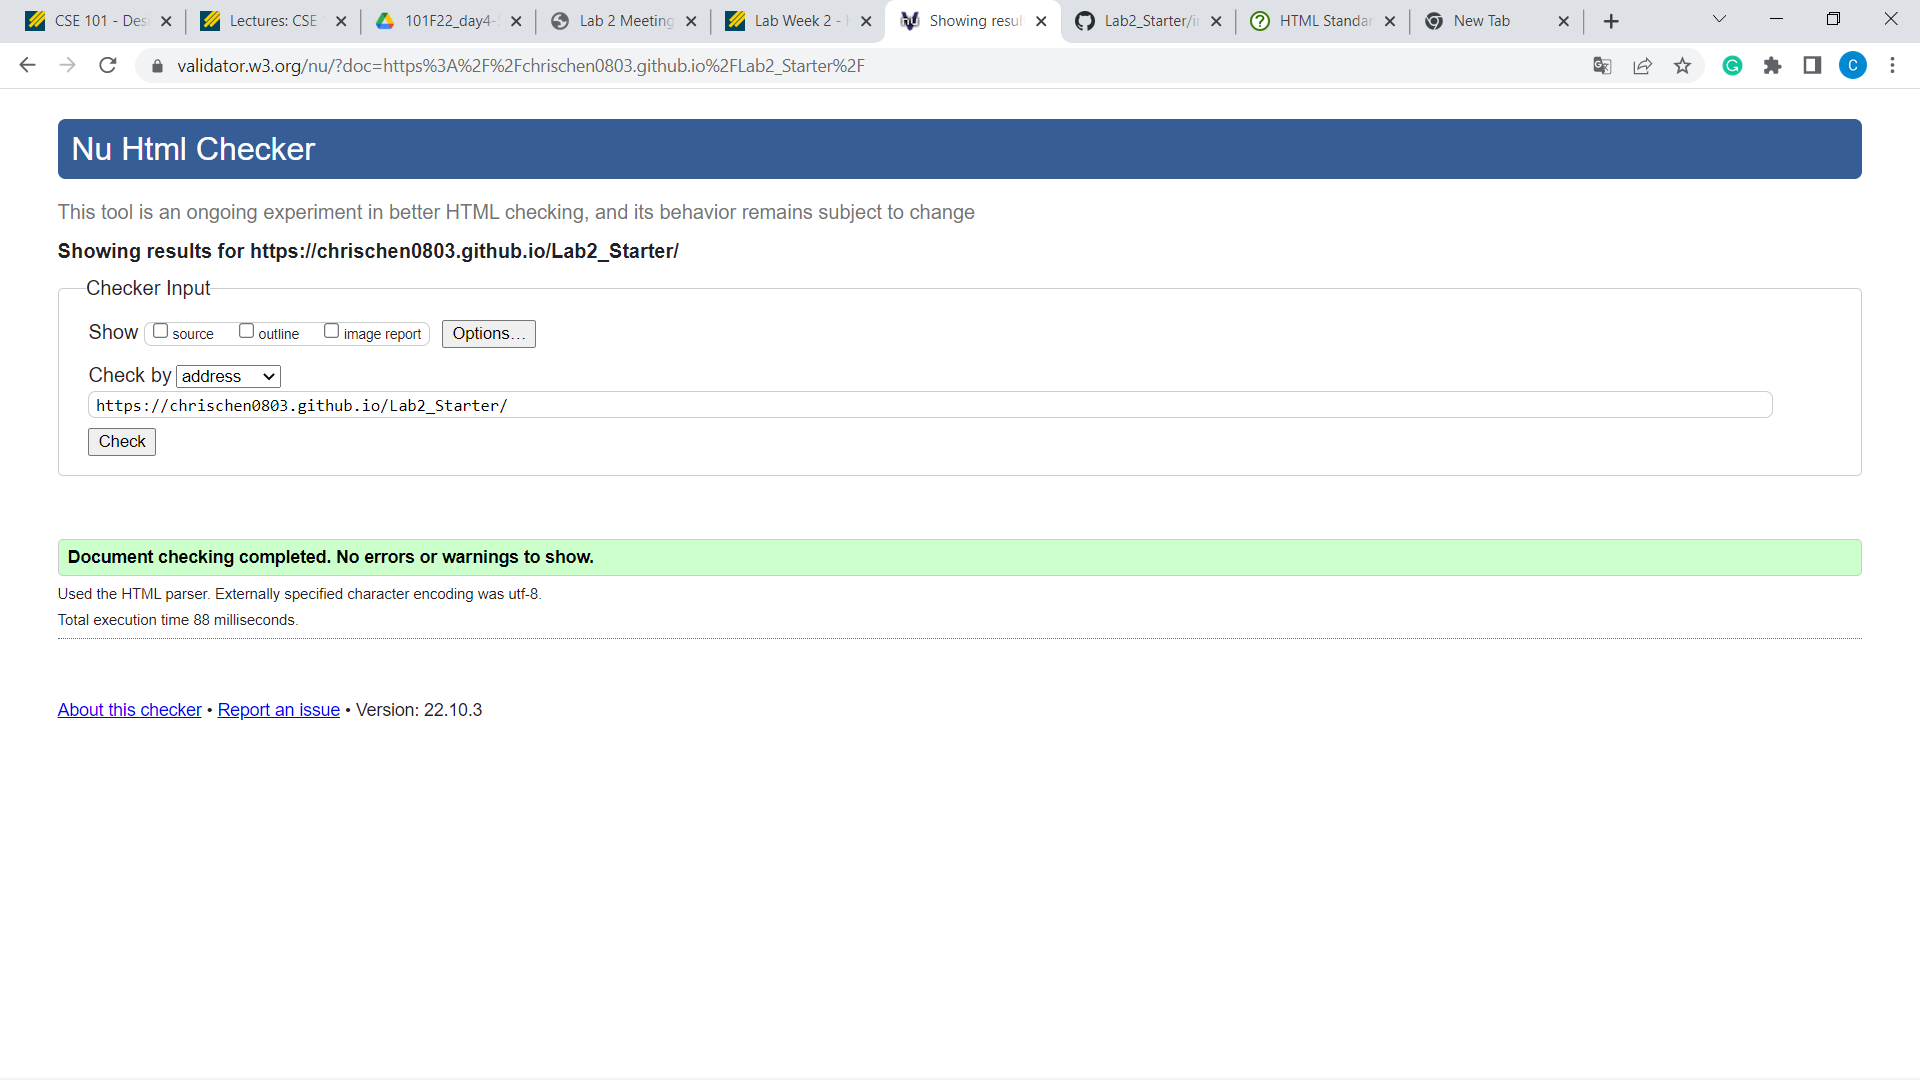 CSE 101 - Des
Lectures: CSE
101F22_day4-
Lab 2 Meeting
Lab Week 2 -
Showing resul
Lab2_Starter/i
HTML Standar
New Tab
validator.w3.org/nu/?doc=https%3A%2F%2Fchrischen0803.github.io%2FLab2_Starter%2F
C
Nu Html Checker
This tool is an ongoing experiment in better HTML checking, and its behavior remains subject to change
Showing results for https://chrischen0803.github.io/Lab2_Starter/
Checker Input
Show source outline image report Options…
Check by address
https://chrischen0803.github.io/Lab2_Starter/
Check
Document checking completed. No errors or warnings to show.
Used the HTML parser. Externally specified character encoding was utf-8.
Total execution time 88 milliseconds.
About this checker • Report an issue • Version: 22.10.3